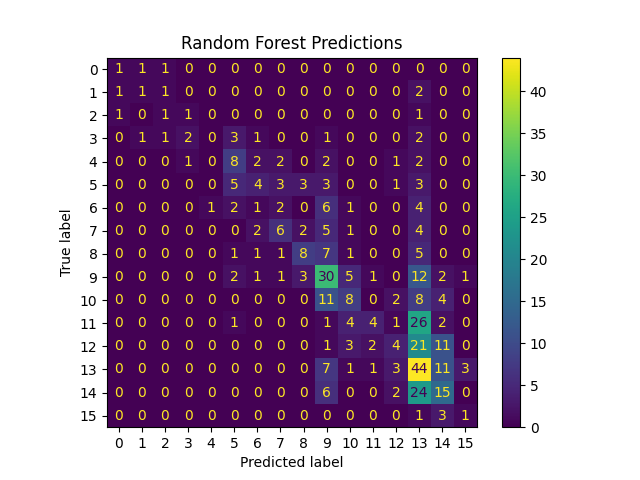 Random Forest Predictions
0 1 1 1 0 0 0 0 0 0 0 0 0 0 0 0 0
1 1 1 1 0 0 0 0 0 0 0 0 0 0 2 0 0
2 1 0 1 1 0 0 0 0 0 0 0 0 0 1 0 0
3 0 1 1 2 0 3 1 0 0 1 0 0 0 2 0 0
4 0 0 0 1 0 8 2 2 0 2 0 0 1 2 0 0
5 0 0 0 0 0 5 4 3 3 3 0 0 1 3 0 0
6 0 0 0 0 1 2 1 2 0 6 1 0 0 4 0 0
7 0 0 0 0 0 0 2 6 2 5 1 0 0 4 0 0
8 0 0 0 0 0 1 1 1 8 7 1 0 0 5 0 0
9 0 0 0 0 0 2 1 1 3 30 5 1 0 12 2 1
10 0 0 0 0 0 0 0 0 0 11 8 0 2 8 4 0
11 0 0 0 0 0 1 0 0 0 1 4 4 1 26 2 0
12 0 0 0 0 0 0 0 0 0 1 3 2 4 21 11 0
13 0 0 0 0 0 0 0 0 0 7 1 1 3 44 11 3
14 0 0 0 0 0 0 0 0 0 6 0 0 2 24 15 0
15 0 0 0 0 0 0 0 0 0 0 0 0 0 1 3 1
0 1 2 3 4 5 6 7 8 9 10 11 12 13 14 15
Predicted label
True label
40
35
30
25
20
15
10
5
0